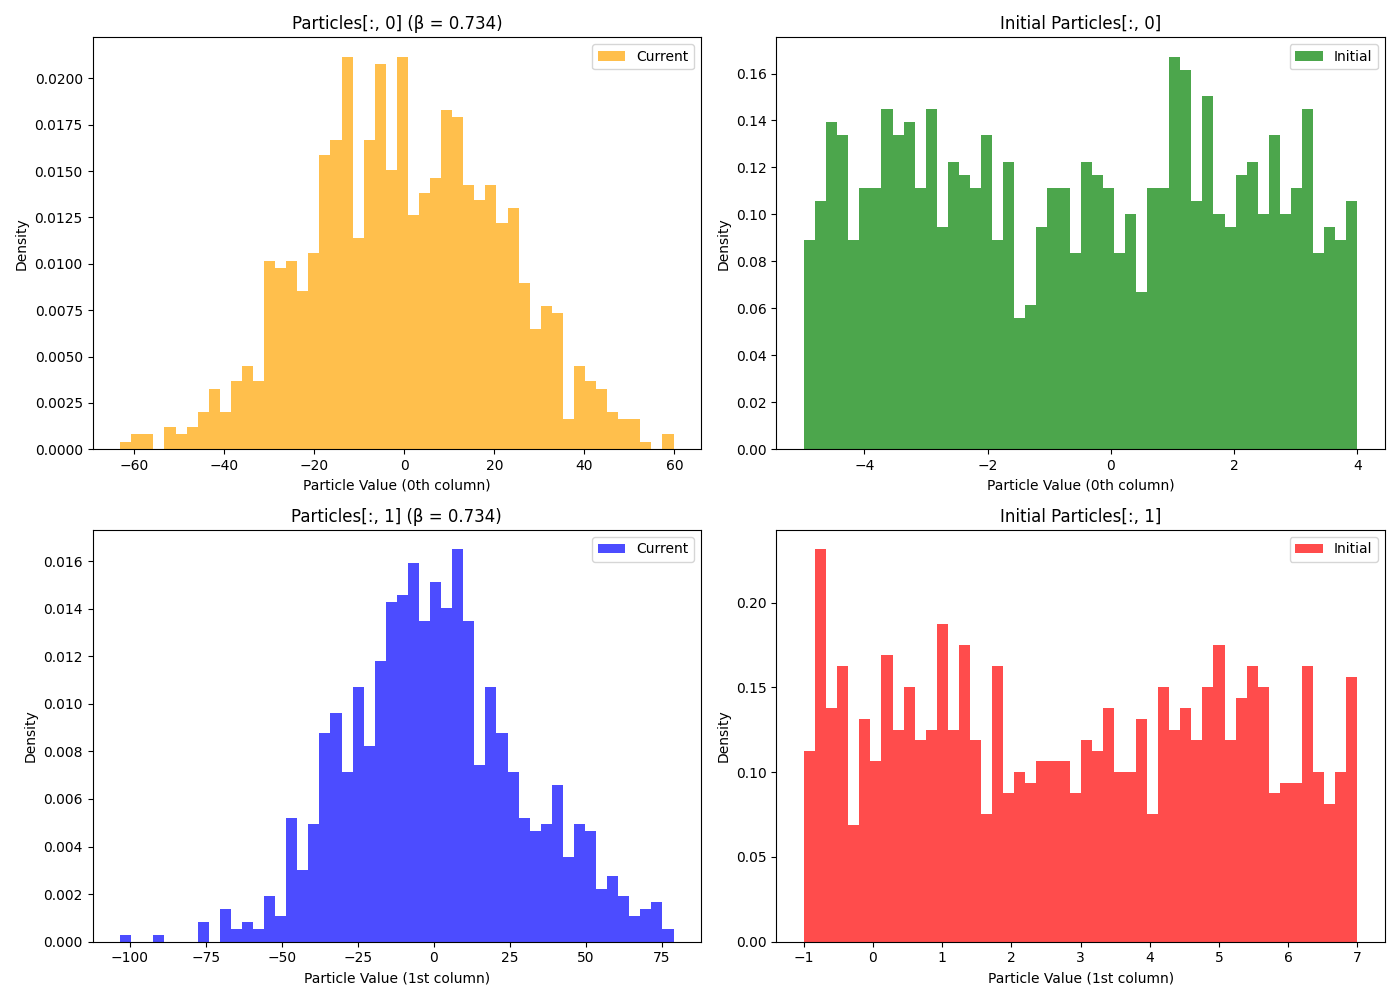 Particles[:, 0] (β = 0.734)
Current
Density
0.0200
0.0175
0.0150
0.0125
0.0100
0.0075
0.0050
0.0025
0.0000
−60 −40 −20 0 20 40 60
Particle Value (0th column)
Initial Particles[:, 0]
Initial
Density
0.16
0.14
0.12
0.10
0.08
0.06
0.04
0.02
0.00
−4 −2 0 2 4
Particle Value (0th column)
Particles[:, 1] (β = 0.734)
Current
Density
0.016
0.014
0.012
0.010
0.008
0.006
0.004
0.002
0.000
−100 −75 −50 −25 0 25 50 75
Particle Value (1st column)
Initial Particles[:, 1]
Initial
Density
0.20
0.15
0.10
0.05
0.00
−1 0 1 2 3 4 5 6 7
Particle Value (1st column)